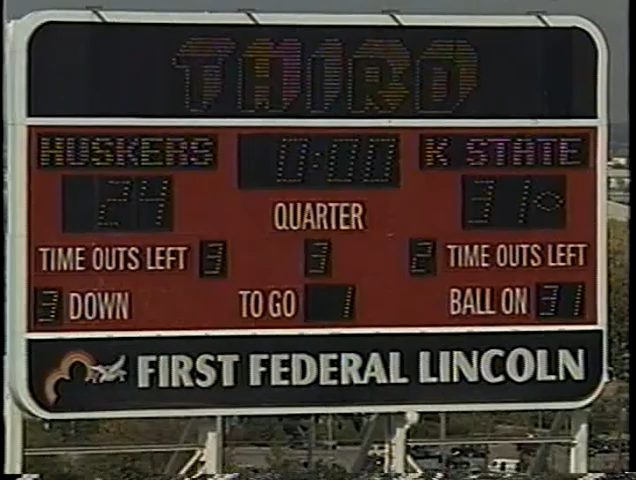 THIRD
HUSKERS 0:00 K STATE
24 QUARTER 31
TIME OUTS LEFT 3 3 2 TIME OUTS LEFT
3 DOWN TO GO 1 BALL ON 31
FIRST FEDERAL LINCOLN